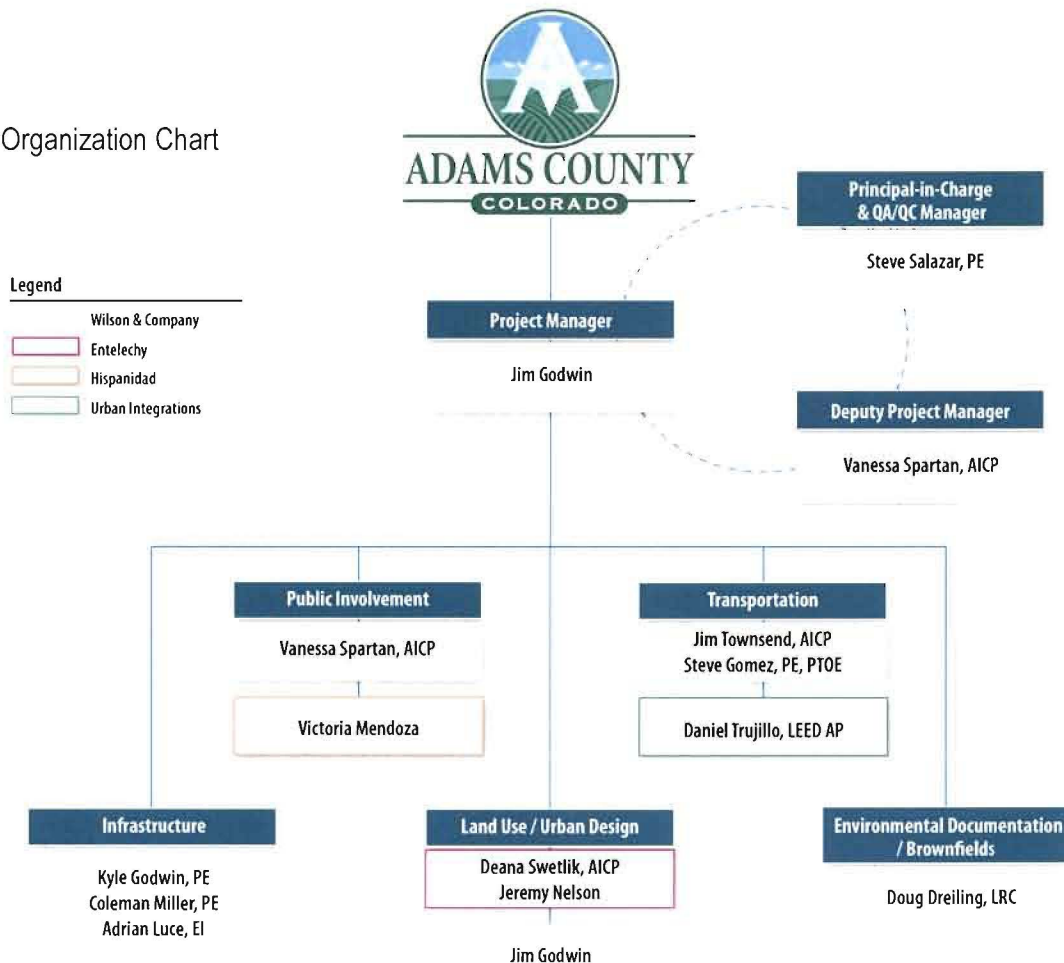 Organization Chart
A
ADAMS COUNTY
COLORADO
Principal-in-Charge
& QA/QC Manager
Steve Salazar, PE
Legend
Wilson & Company
Entelechy
Hispanidad
Urban Integrations
Project Manager
Jim Godwin
Deputy Project Manager
Vanessa Spartan, AICP
Public Involvement
Vanessa Spartan, AICP
Victoria Mendoza
Transportation
Jim Townsend, AICP
Steve Gomez, PE, PTOE
Daniel Trujillo, LEED AP
Infrastructure
Kyle Godwin, PE
Coleman Miller, PE
Adrian Luce, EI
Land Use / Urban Design
Deana Swetlik, AICP
Jeremy Nelson
Jim Godwin
Environmental Documentation
/ Brownfields
Doug Dreiling, LRC